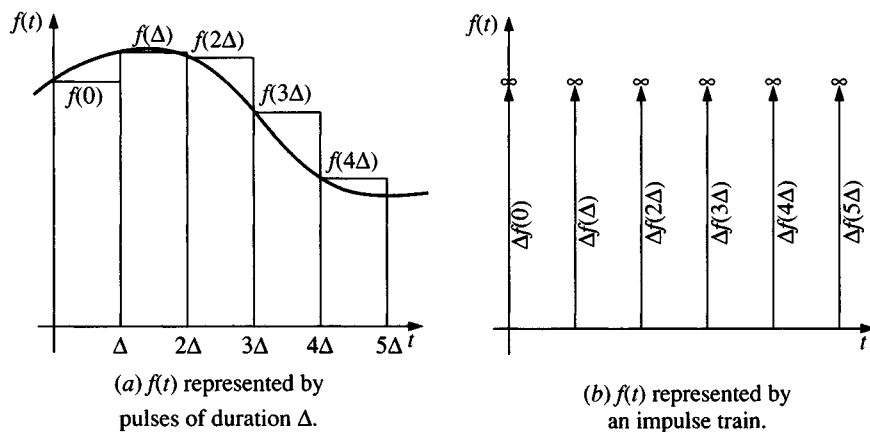 f(t)
f(Δ)
f(2Δ)
f(0)
f(3Δ)
f(4Δ)
Δ 2Δ 3Δ 4Δ 5Δ t
(a) f(t) represented by
pulses of duration Δ.
f(t)
∞ ∞ ∞ ∞ ∞ ∞
Δf(0) Δf(Δ) Δf(2Δ) Δf(3Δ) Δf(4Δ) Δf(5Δ)
t
(b) f(t) represented by
an impulse train.